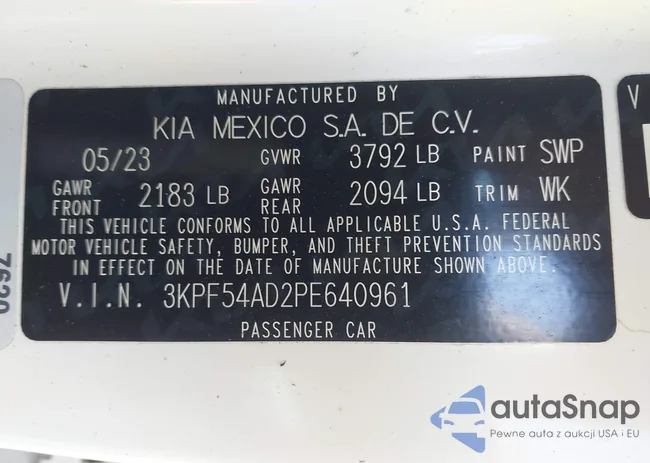 MANUFACTURED BY
KIA MEXICO S.A. DE C.V.
05/23 GVWR 3792 LB PAINT SWP
GAWR FRONT 2183 LB GAWR REAR 2094 LB TRIM WK
THIS VEHICLE CONFORMS TO ALL APPLICABLE U.S.A. FEDERAL
MOTOR VEHICLE SAFETY, BUMPER, AND THEFT PREVENTION STANDARDS
IN EFFECT ON THE DATE OF MANUFACTURE SHOWN ABOVE.
V.I.N. 3KPF54AD2PE640961
PASSENGER CAR
V
autaSnap
Pewne auta z aukcji USA i EU